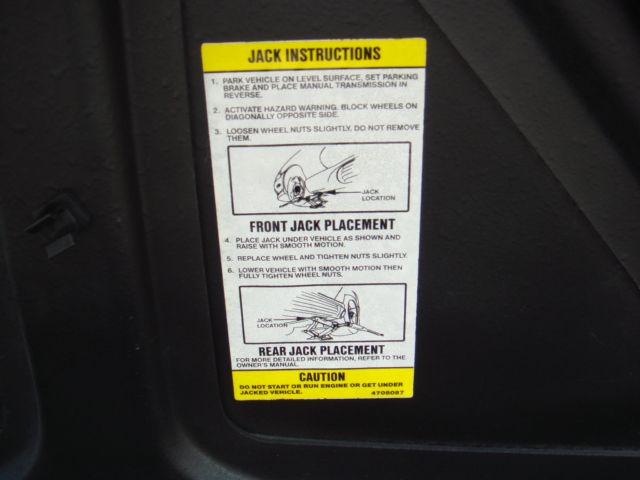 JACK INSTRUCTIONS
1. PARK VEHICLE ON LEVEL SURFACE, SET PARKING
BRAKE AND PLACE MANUAL TRANSMISSION IN
REVERSE.
2. ACTIVATE HAZARD WARNING. BLOCK WHEELS ON
DIAGONALLY OPPOSITE SIDE.
3. LOOSEN WHEEL NUTS SLIGHTLY. DO NOT REMOVE
THEM.
JACK
LOCATION
FRONT JACK PLACEMENT
4. PLACE JACK UNDER VEHICLE AS SHOWN AND
RAISE WITH SMOOTH MOTION.
5. REPLACE WHEEL AND TIGHTEN NUTS SLIGHTLY.
6. LOWER VEHICLE WITH SMOOTH MOTION THEN
FULLY TIGHTEN WHEEL NUTS.
JACK
LOCATION
REAR JACK PLACEMENT
FOR MORE DETAILED INFORMATION, REFER TO THE
OWNER'S MANUAL.
CAUTION
DO NOT START OR RUN ENGINE OR GET UNDER
JACKED VEHICLE. 4708087